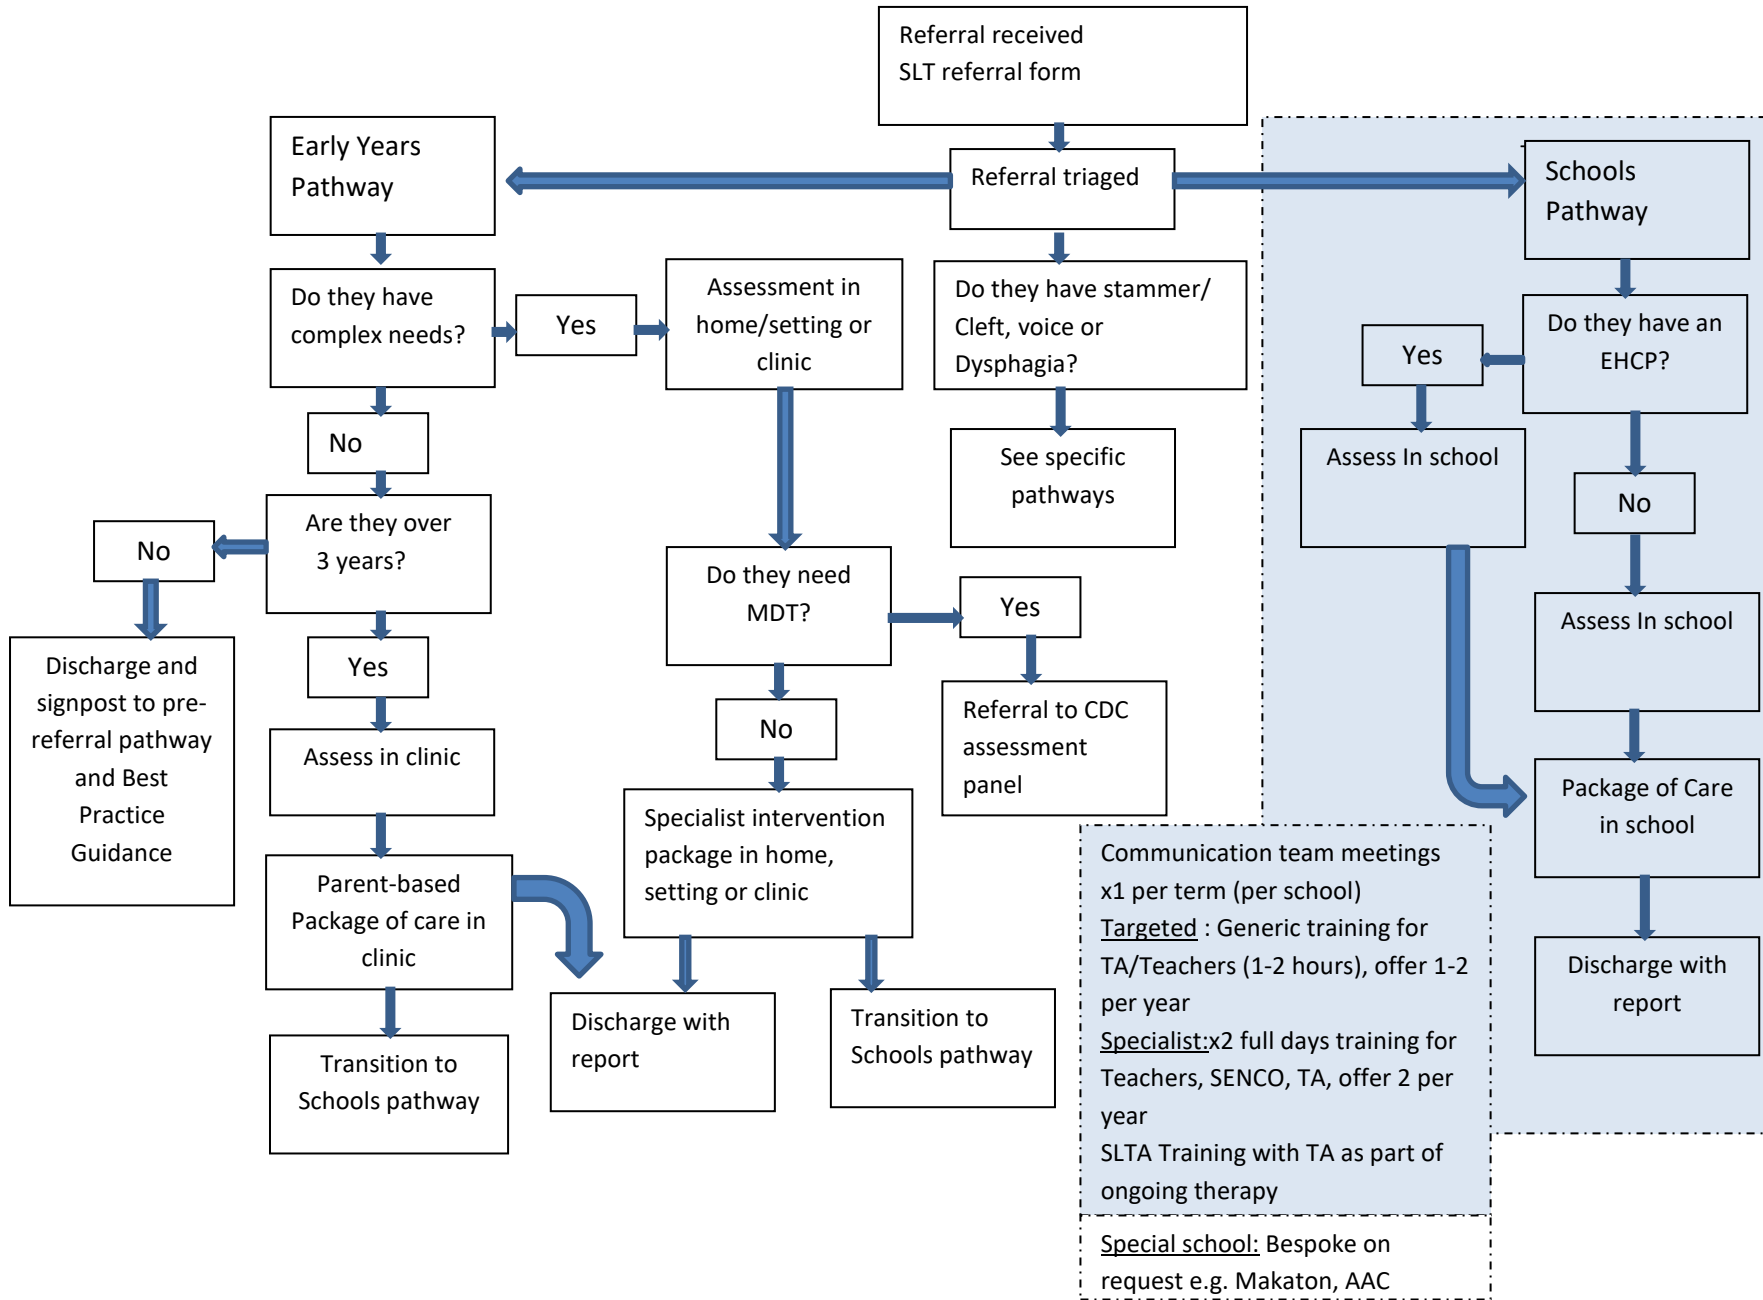 Referral received
SLT referral form
Early Years
Pathway
Referral triaged
Schools
Pathway
Do they have
complex needs?
Yes
Assessment in
home/setting or
clinic
Do they have stammer/
Cleft, voice or
Dysphagia?
Yes
Do they have an
EHCP?
No
See specific
pathways
Assess In school
No
No
Are they over
3 years?
Do they need
MDT?
Yes
Assess In school
Discharge and
signpost to pre-
referral pathway
and Best
Practice
Guidance
Yes
Assess in clinic
No
Referral to CDC
assessment
panel
Package of Care
in school
Specialist intervention
package in home,
setting or clinic
Parent-based
Package of care in
clinic
Communication team meetings
x1 per term (per school)
Targeted : Generic training for
TA/Teachers (1-2 hours), offer 1-2
per year
Specialist:x2 full days training for
Teachers, SENCO, TA, offer 2 per
year
SLTA Training with TA as part of
ongoing therapy
Discharge with
report
Discharge with
report
Transition to
Schools pathway
Transition to
Schools pathway
Special school: Bespoke on
request e.g. Makaton, AAC